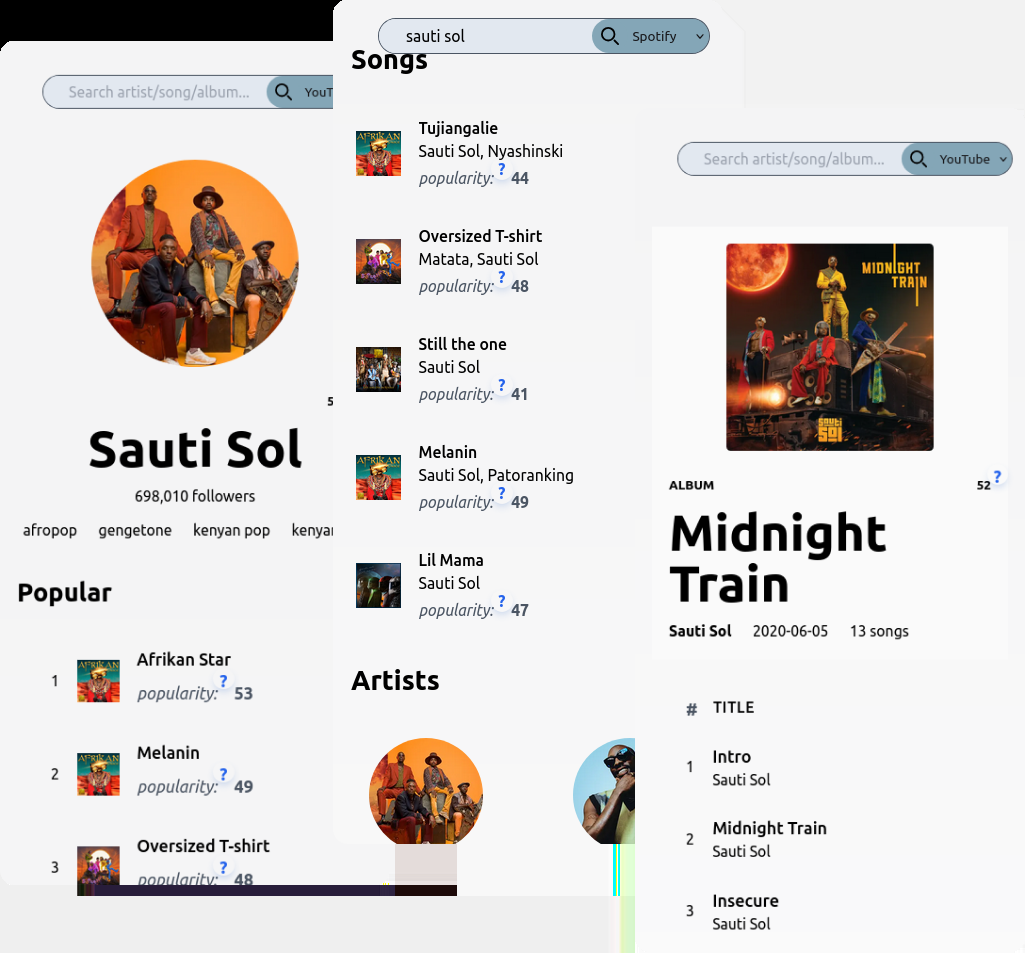 Search artist/song/album...
YouT
Sauti Sol
698,010 followers
afropop gengetone kenyan pop kenyan
Popular
1
Afrikan Star
popularity: ? 53
2
Melanin
popularity: ? 49
3
Oversized T-shirt
popularity: ? 48
sauti sol
Spotify
Songs
AFRIKAN
Tujiangalie
Sauti Sol, Nyashinski
popularity: ? 44
Oversized T-shirt
Matata, Sauti Sol
popularity: ? 48
Still the one
Sauti Sol
popularity: ? 41
AFRIKAN
Melanin
Sauti Sol, Patoranking
popularity: ? 49
Lil Mama
Sauti Sol
popularity: ? 47
Artists
Search artist/song/album...
YouTube
MIDNIGHT
TRAIN
SAUTI
SOL
ALBUM
52 ?
Midnight
Train
Sauti Sol 2020-06-05 13 songs
# TITLE
1
Intro
Sauti Sol
2
Midnight Train
Sauti Sol
3
Insecure
Sauti Sol